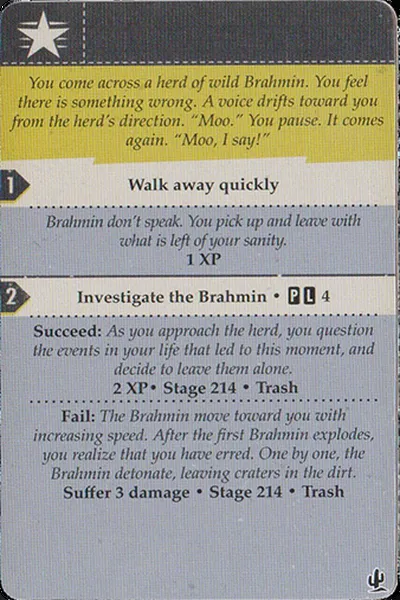 You come across a herd of wild Brahmin. You feel
there is something wrong. A voice drifts toward you
from the herd's direction. “Moo.” You pause. It comes
again. “Moo, I say!”
1
Walk away quickly
Brahmin don't speak. You pick up and leave with
what is left of your sanity.
1 XP
2
Investigate the Brahmin • P L 4
Succeed: As you approach the herd, you question
the events in your life that led to this moment, and
decide to leave them alone.
2 XP • Stage 214 • Trash
Fail: The Brahmin move toward you with
increasing speed. After the first Brahmin explodes,
you realize that you have erred. One by one, the
Brahmin detonate, leaving craters in the dirt.
Suffer 3 damage • Stage 214 • Trash